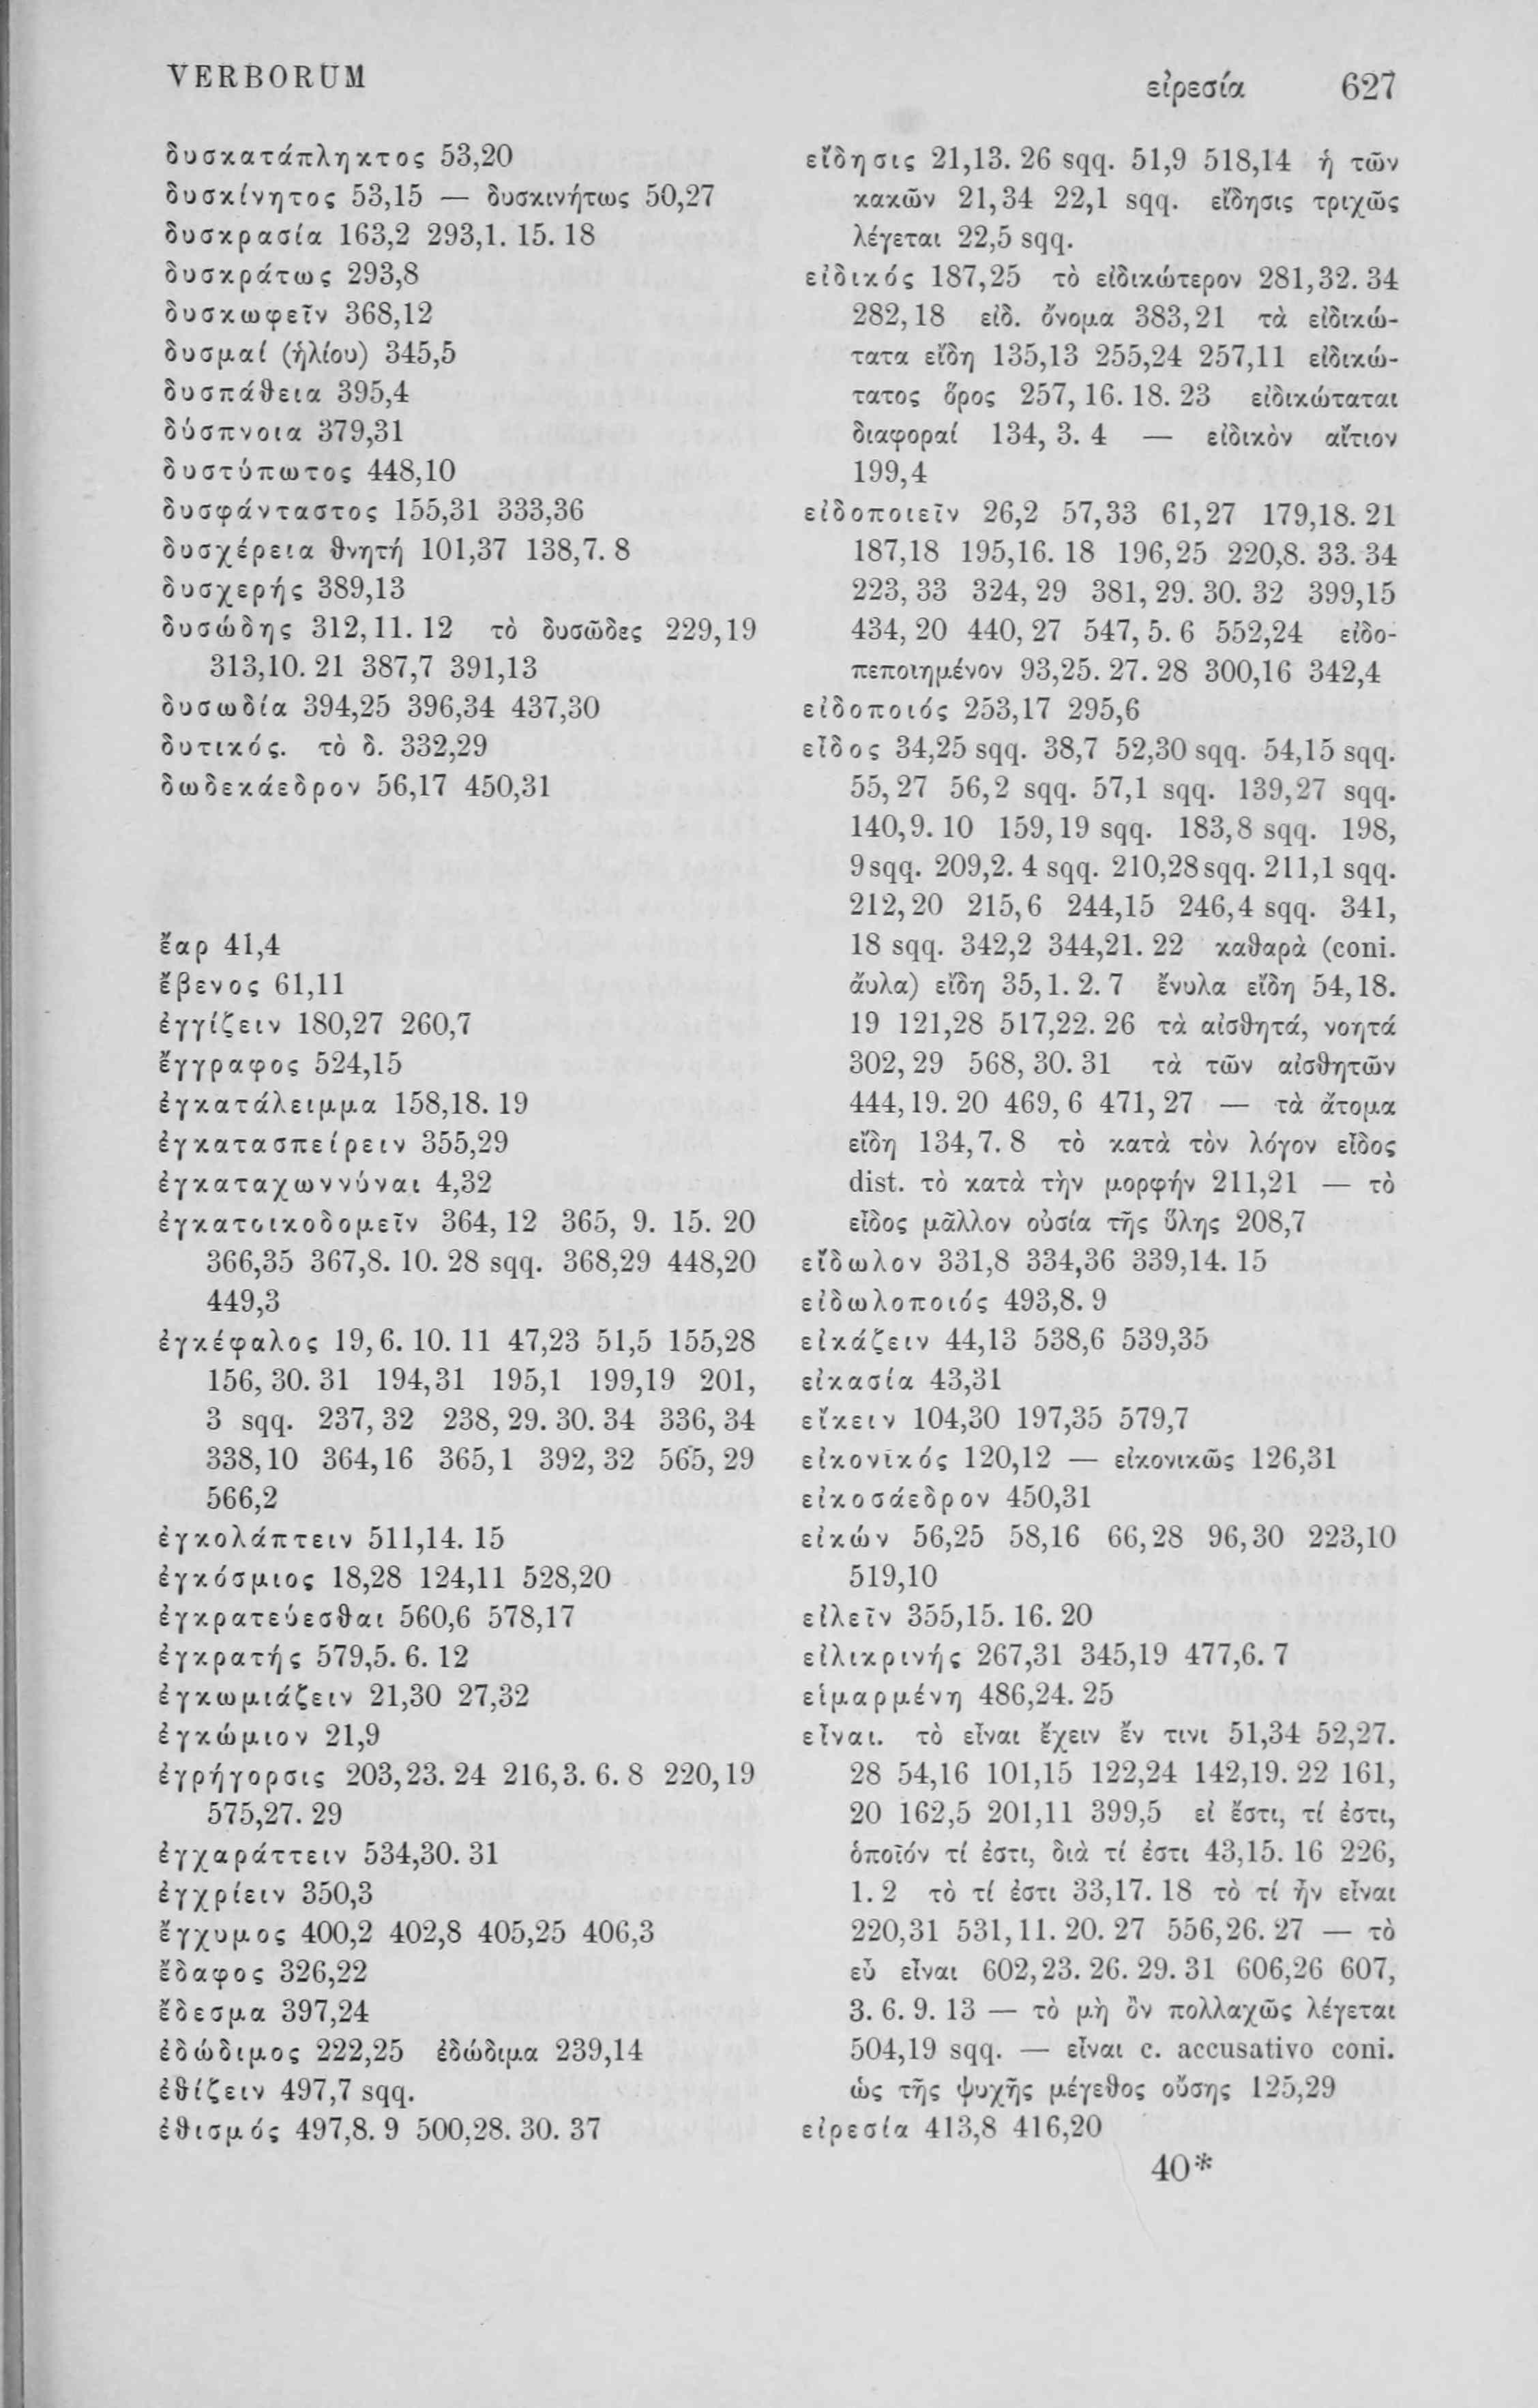 VERBORUM εἰρεσία 627
δυσκατάπληκτος 53,20
δυσκίνητος 53,15 — δυσκινήτως 50,27
δυσκρασία 163,2 293,1. 15. 18
δυσκράτως 293,8
δυσκωφεῖν 368,12
δυσμαί (ἡλίου) 345,5
δυσπάθεια 395,4
δύσπνοια 379,31
δυστύπωτος 448,10
δυσφάνταστος 155,31 333,36
δυσχέρεια θνητή 101,37 138,7. 8
δυσχερής 389,13
δυσώδης 312,11. 12 τὸ δυσῶδες 229,19
313,10. 21 387,7 391,13
δυσωδία 394,25 396,34 437,30
δυτικός. τὸ δ. 332,29
δωδεκάεδρον 56,17 450,31
ἔαρ 41,4
ἔβενος 61,11
ἐγγίζειν 180,27 260,7
ἔγγραφος 524,15
ἐγκατάλειμμα 158,18. 19
ἐγκατασπείρειν 355,29
ἐγκαταχωννύναι 4,32
ἐγκατοικοδομεῖν 364, 12 365, 9. 15. 20
366,35 367,8. 10. 28 sqq. 368,29 448,20
449,3
ἐγκέφαλος 19,6. 10. 11 47,23 51,5 155,28
156, 30. 31 194,31 195,1 199,19 201,
3 sqq. 237, 32 238, 29. 30. 34 336, 34
338,10 364,16 365,1 392, 32 565, 29
566,2
ἐγκολάπτειν 511,14. 15
ἐγκόσμιος 18,28 124,11 528,20
ἐγκρατεύεσθαι 560,6 578,17
ἐγκρατής 579,5. 6. 12
ἐγκωμιάζειν 21,30 27,32
ἐγκώμιον 21,9
ἐγρήγορσις 203,23. 24 216,3. 6. 8 220,19
575,27. 29
ἐγχαράττειν 534,30. 31
ἐγχρίειν 350,3
ἔγχυμος 400,2 402,8 405,25 406,3
ἔδαφος 326,22
ἔδεσμα 397,24
ἐδώδιμος 222,25 ἐδώδιμα 239,14
ἐθίζειν 497,7 sqq.
ἐθισμός 497,8. 9 500,28. 30. 37
εἴδησις 21,13. 26 sqq. 51,9 518,14 ἡ τῶν
κακῶν 21,34 22,1 sqq. εἴδησις τριχῶς
λέγεται 22,5 sqq.
εἰδικός 187,25 τὸ εἰδικώτερον 281,32. 34
282,18 εἰδ. ὄνομα 383,21 τὰ εἰδικώ-
τατα εἴδη 135,13 255,24 257,11 εἰδικώ-
τατος ὅρος 257, 16. 18. 23 εἰδικώταται
διαφοραί 134, 3. 4 — εἰδικὸν αἴτιον
199,4
εἰδοποιεῖν 26,2 57,33 61,27 179,18. 21
187,18 195,16. 18 196,25 220,8. 33. 34
223, 33 324, 29 381, 29. 30. 32 399,15
434, 20 440, 27 547, 5. 6 552,24 εἰδο-
πεποιημένον 93,25. 27. 28 300,16 342,4
εἰδοποιός 253,17 295,6
εἶδος 34,25 sqq. 38,7 52,30 sqq. 54,15 sqq.
55, 27 56,2 sqq. 57,1 sqq. 139,27 sqq.
140,9. 10 159,19 sqq. 183,8 sqq. 198,
9 sqq. 209,2. 4 sqq. 210,28 sqq. 211,1 sqq.
212,20 215,6 244,15 246,4 sqq. 341,
18 sqq. 342,2 344,21. 22 καθαρὰ (coni.
ἄυλα) εἴδη 35,1. 2. 7 ἔνυλα εἴδη 54,18.
19 121,28 517,22. 26 τὰ αἰσθητά, νοητά
302, 29 568, 30. 31 τὰ τῶν αἰσθητῶν
444,19. 20 469, 6 471, 27 — τὰ ἄτομα
εἴδη 134,7. 8 τὸ κατὰ τὸν λόγον εἶδος
dist. τὸ κατὰ τὴν μορφήν 211,21 — τὸ
εἶδος μᾶλλον οὐσία τῆς ὕλης 208,7
εἴδωλον 331,8 334,36 339,14. 15
εἰδωλοποιός 493,8. 9
εἰκάζειν 44,13 538,6 539,35
εἰκασία 43,31
εἴκειν 104,30 197,35 579,7
εἰκονικός 120,12 — εἰκονικῶς 126,31
εἰκοσάεδρον 450,31
εἰκών 56,25 58,16 66,28 96,30 223,10
519,10
εἰλεῖν 355,15. 16. 20
εἰλικρινής 267,31 345,19 477,6. 7
εἱμαρμένη 486,24. 25
εἶναι. τὸ εἶναι ἔχειν ἔν τινι 51,34 52,27.
28 54,16 101,15 122,24 142,19. 22 161,
20 162,5 201,11 399,5 εἰ ἔστι, τί ἐστι,
ὁποῖόν τί ἐστι, διὰ τί ἐστι 43,15. 16 226,
1. 2 τὸ τί ἐστι 33,17. 18 τὸ τί ἦν εἶναι
220,31 531,11. 20. 27 556,26. 27 — τὸ
εὖ εἶναι 602,23. 26. 29. 31 606,26 607,
3. 6. 9. 13 — τὸ μὴ ὂν πολλαχῶς λέγεται
504,19 sqq. — εἶναι c. accusativo coni.
ὡς τῆς ψυχῆς μέγεθος οὔσης 125,29
εἰρεσία 413,8 416,20
40*